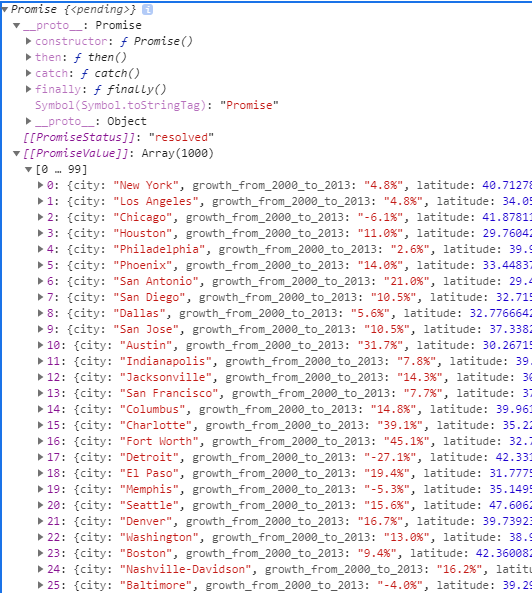 Promise {<pending>} i
__proto__: Promise
constructor: ƒ Promise()
then: ƒ then()
catch: ƒ catch()
finally: ƒ finally()
Symbol(Symbol.toStringTag): "Promise"
__proto__: Object
[[PromiseStatus]]: "resolved"
[[PromiseValue]]: Array(1000)
[0 … 99]
0: {city: "New York", growth_from_2000_to_2013: "4.8%", latitude: 40.71278
1: {city: "Los Angeles", growth_from_2000_to_2013: "4.8%", latitude: 34.05
2: {city: "Chicago", growth_from_2000_to_2013: "-6.1%", latitude: 41.87811
3: {city: "Houston", growth_from_2000_to_2013: "11.0%", latitude: 29.76042
4: {city: "Philadelphia", growth_from_2000_to_2013: "2.6%", latitude: 39.9
5: {city: "Phoenix", growth_from_2000_to_2013: "14.0%", latitude: 33.44837
6: {city: "San Antonio", growth_from_2000_to_2013: "21.0%", latitude: 29.4
7: {city: "San Diego", growth_from_2000_to_2013: "10.5%", latitude: 32.715
8: {city: "Dallas", growth_from_2000_to_2013: "5.6%", latitude: 32.7766642
9: {city: "San Jose", growth_from_2000_to_2013: "10.5%", latitude: 37.3382
10: {city: "Austin", growth_from_2000_to_2013: "31.7%", latitude: 30.26715
11: {city: "Indianapolis", growth_from_2000_to_2013: "7.8%", latitude: 39.
12: {city: "Jacksonville", growth_from_2000_to_2013: "14.3%", latitude: 30
13: {city: "San Francisco", growth_from_2000_to_2013: "7.7%", latitude: 37
14: {city: "Columbus", growth_from_2000_to_2013: "14.8%", latitude: 39.961
15: {city: "Charlotte", growth_from_2000_to_2013: "39.1%", latitude: 35.22
16: {city: "Fort Worth", growth_from_2000_to_2013: "45.1%", latitude: 32.7
17: {city: "Detroit", growth_from_2000_to_2013: "-27.1%", latitude: 42.331
18: {city: "El Paso", growth_from_2000_to_2013: "19.4%", latitude: 31.7775
19: {city: "Memphis", growth_from_2000_to_2013: "-5.3%", latitude: 35.1495
20: {city: "Seattle", growth_from_2000_to_2013: "15.6%", latitude: 47.6062
21: {city: "Denver", growth_from_2000_to_2013: "16.7%", latitude: 39.73923
22: {city: "Washington", growth_from_2000_to_2013: "13.0%", latitude: 38.9
23: {city: "Boston", growth_from_2000_to_2013: "9.4%", latitude: 42.360082
24: {city: "Nashville-Davidson", growth_from_2000_to_2013: "16.2%", latitu
25: {city: "Baltimore", growth_from_2000_to_2013: "-4.0%", latitude: 39.29